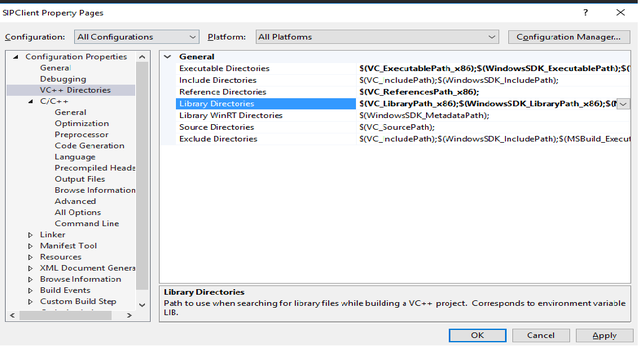 SIPClient Property Pages
? ×
Configuration: All Configurations Platform: All Platforms Configuration Manager...
Configuration Properties
General
Debugging
VC++ Directories
C/C++
General
Optimization
Preprocessor
Code Generation
Language
Precompiled Heade
Output Files
Browse Information
Advanced
All Options
Command Line
Linker
Manifest Tool
Resources
XML Document Genera
Browse Information
Build Events
Custom Build Step
General
Executable Directories $(VC_ExecutablePath_x86);$(WindowsSDK_ExecutablePath);$(
Include Directories $(VC_IncludePath);$(WindowsSDK_IncludePath);
Reference Directories $(VC_ReferencesPath_x86);
Library Directories $(VC_LibraryPath_x86);$(WindowsSDK_LibraryPath_x86);$(
Library WinRT Directories $(WindowsSDK_MetadataPath);
Source Directories $(VC_SourcePath);
Exclude Directories $(VC_IncludePath);$(WindowsSDK_IncludePath);$(MSBuild_Execut
Library Directories
Path to use when searching for library files while building a VC++ project. Corresponds to environment variable
LIB.
OK Cancel Apply